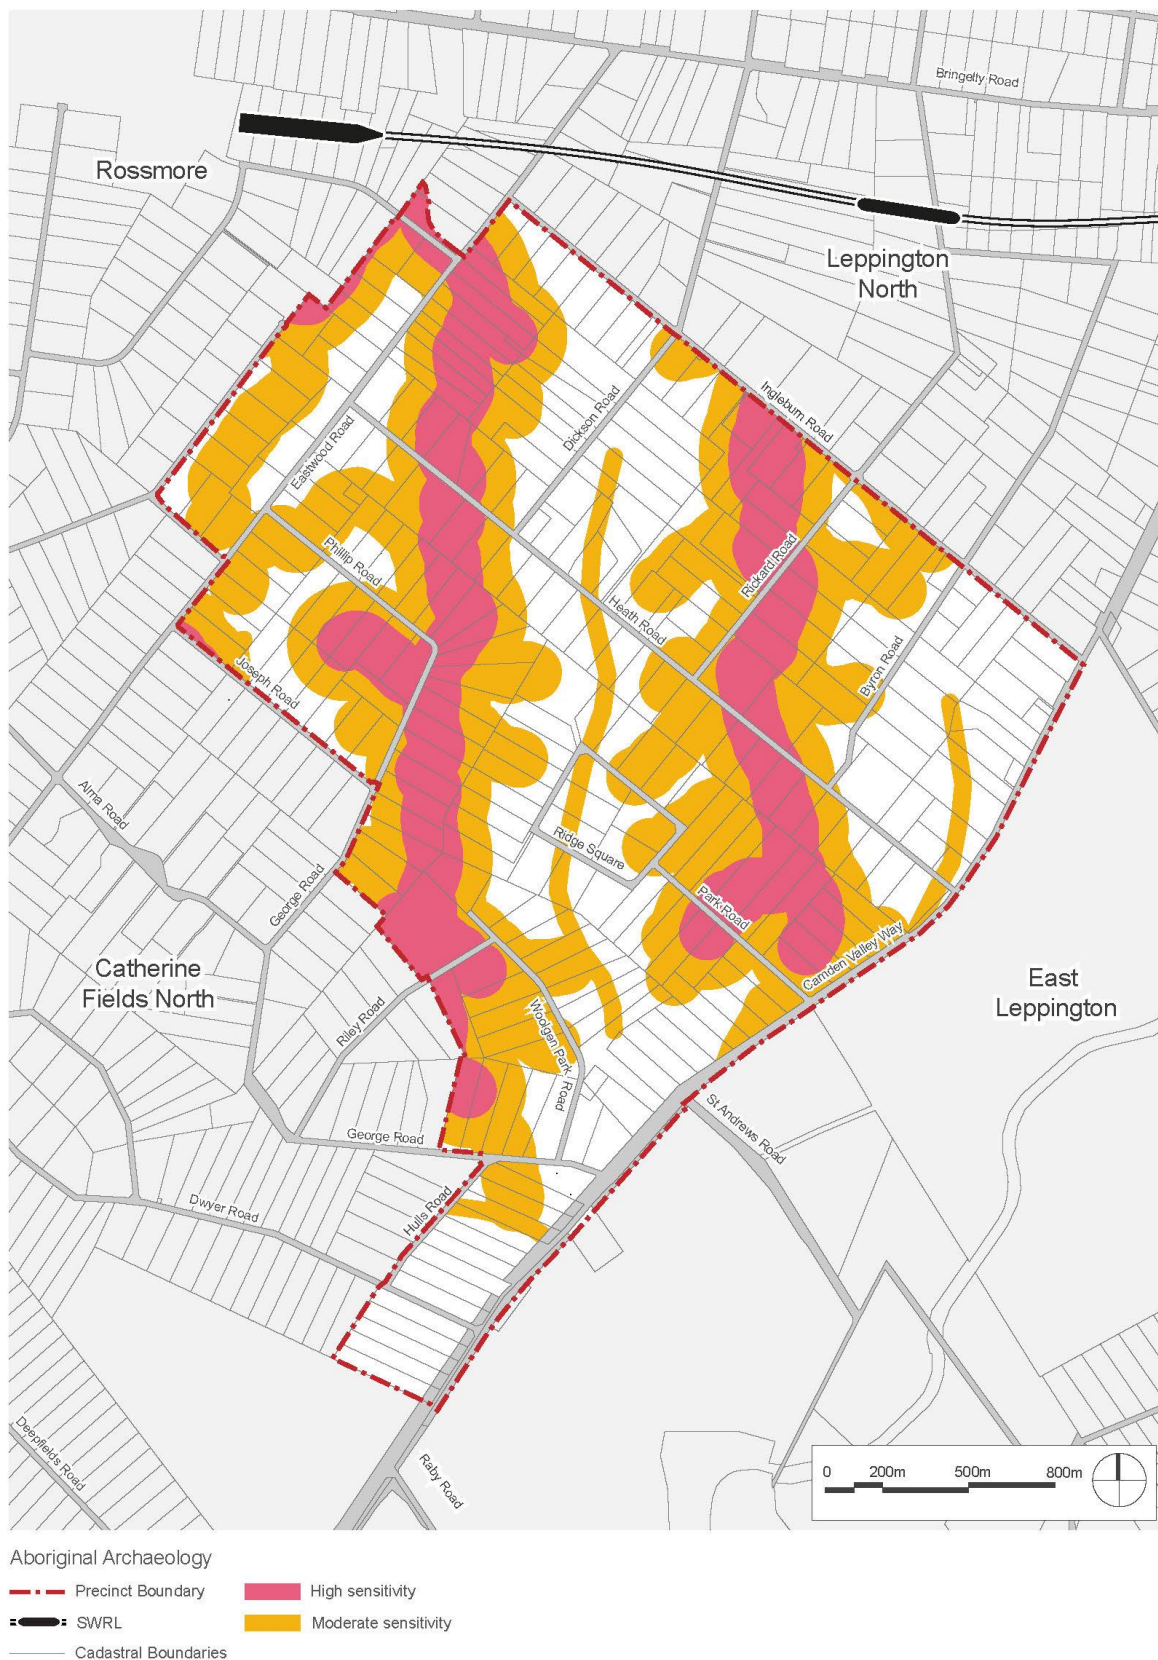 Bringelly Road
Rossmore
Leppington
North
Ingleburn Road
Dickson Road
Eastwood Road
Phillip Road
Rickard Road
Heath Road
Byron Road
Joseph Road
Alma Road
Ridge Square
George Road
Park Road
Camden Valley Way
Catherine
Fields North
East
Leppington
Riley Road
Woolgen Park
Road
St Andrews Road
George Road
Hulls Road
Dwyer Road
Deepfields Road
Raby Road
0 200m 500m 800m
Aboriginal Archaeology
Precinct Boundary
High sensitivity
SWRL
Moderate sensitivity
Cadastral Boundaries